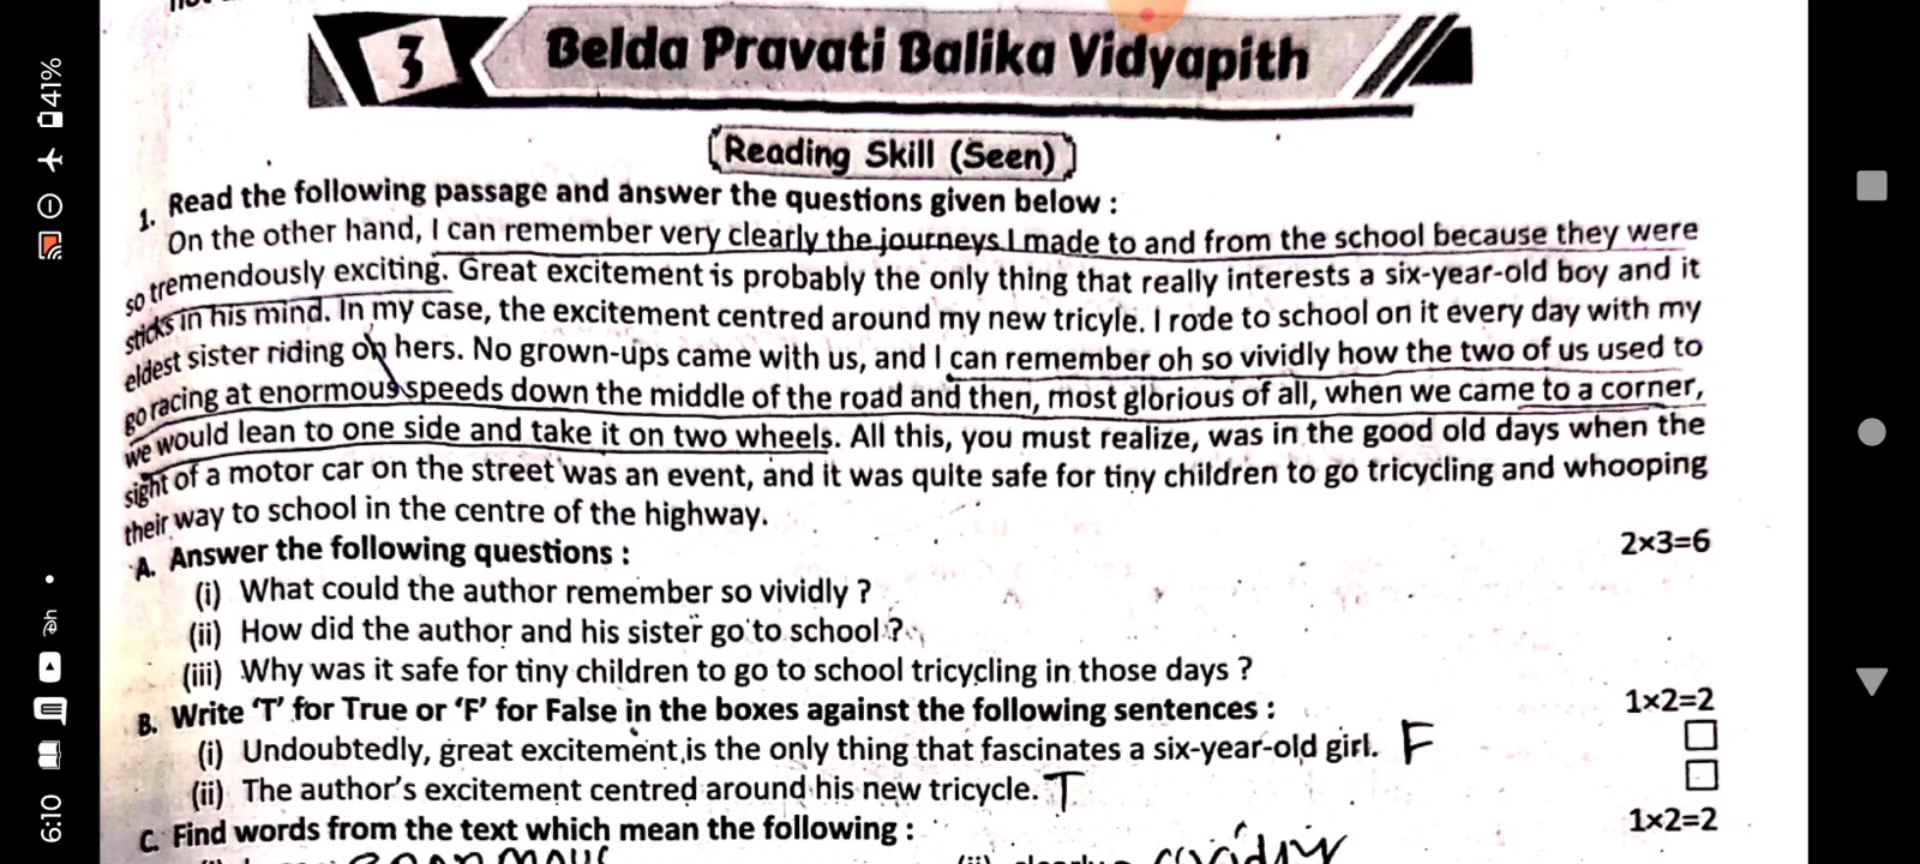 41%
6:10
3 Belda Pravati Balika Vidyapith
Reading Skill (Seen)
1. Read the following passage and answer the questions given below :
On the other hand, I can remember very clearly the journeys I made to and from the school because they were
so tremendously exciting. Great excitement is probably the only thing that really interests a six-year-old boy and it
sticks in his mind. In my case, the excitement centred around my new tricyle. I rode to school on it every day with my
eldest sister riding on hers. No grown-ups came with us, and I can remember oh so vividly how the two of us used to
go racing at enormous speeds down the middle of the road and then, most glorious of all, when we came to a corner,
we would lean to one side and take it on two wheels. All this, you must realize, was in the good old days when the
sight of a motor car on the street was an event, and it was quite safe for tiny children to go tricycling and whooping
their way to school in the centre of the highway.
A. Answer the following questions : 2×3=6
(i) What could the author remember so vividly ?
(ii) How did the author and his sister go to school ?
(iii) Why was it safe for tiny children to go to school tricycling in those days ?
B. Write ‘T’ for True or ‘F’ for False in the boxes against the following sentences : 1×2=2
(i) Undoubtedly, great excitement is the only thing that fascinates a six-year-old girl. F
(ii) The author’s excitement centred around his new tricycle. T
C. Find words from the text which mean the following : 1×2=2